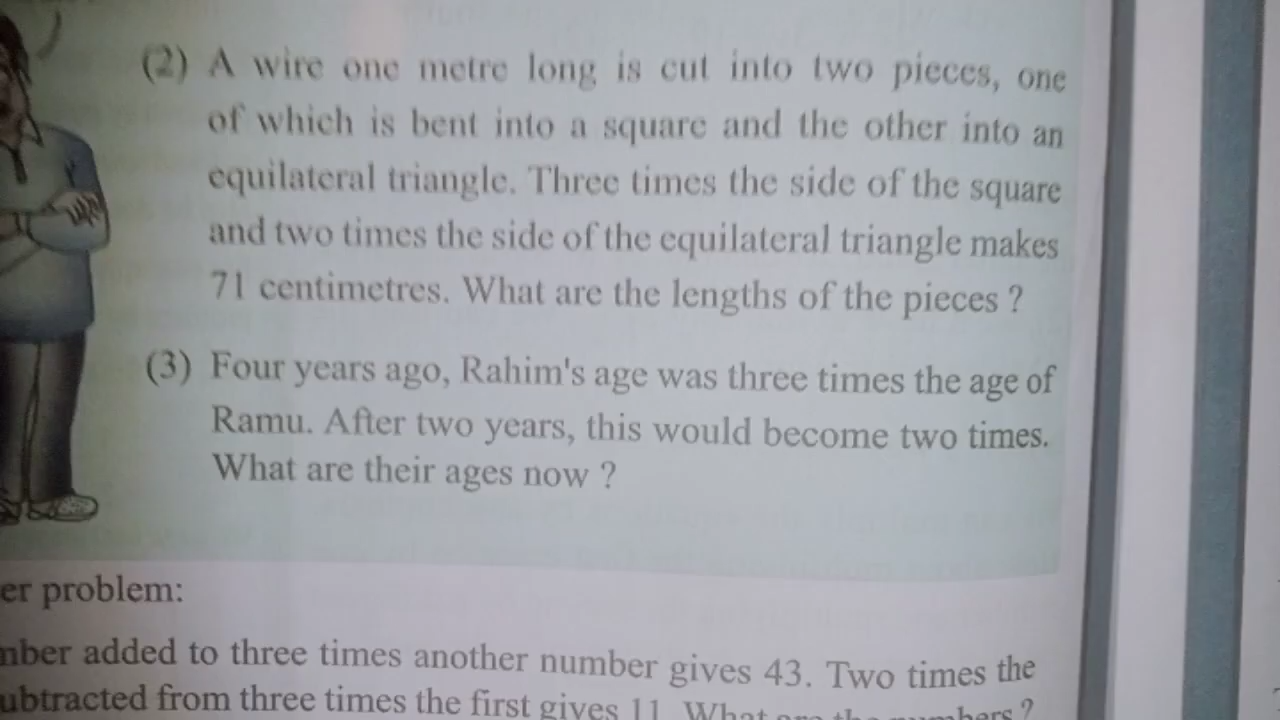 (2) A wire one metre long is cut into two pieces, one
of which is bent into a square and the other into an
equilateral triangle. Three times the side of the square
and two times the side of the equilateral triangle makes
71 centimetres. What are the lengths of the pieces ?
(3) Four years ago, Rahim's age was three times the age of
Ramu. After two years, this would become two times.
What are their ages now ?
problem:
added to three times another number gives 43. Two times the
from three times the first gives 11. What are the